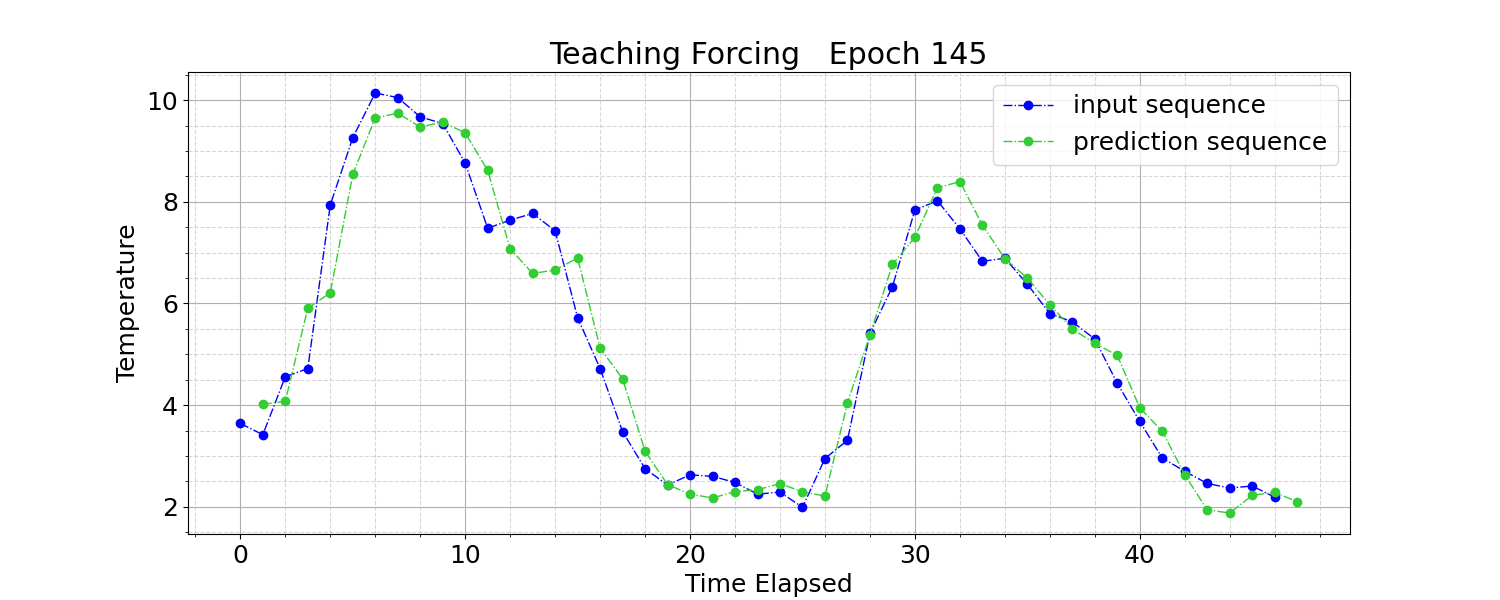 Teaching Forcing   Epoch 145
input sequence
prediction sequence
Temperature
10
8
6
4
2
0 10 20 30 40
Time Elapsed